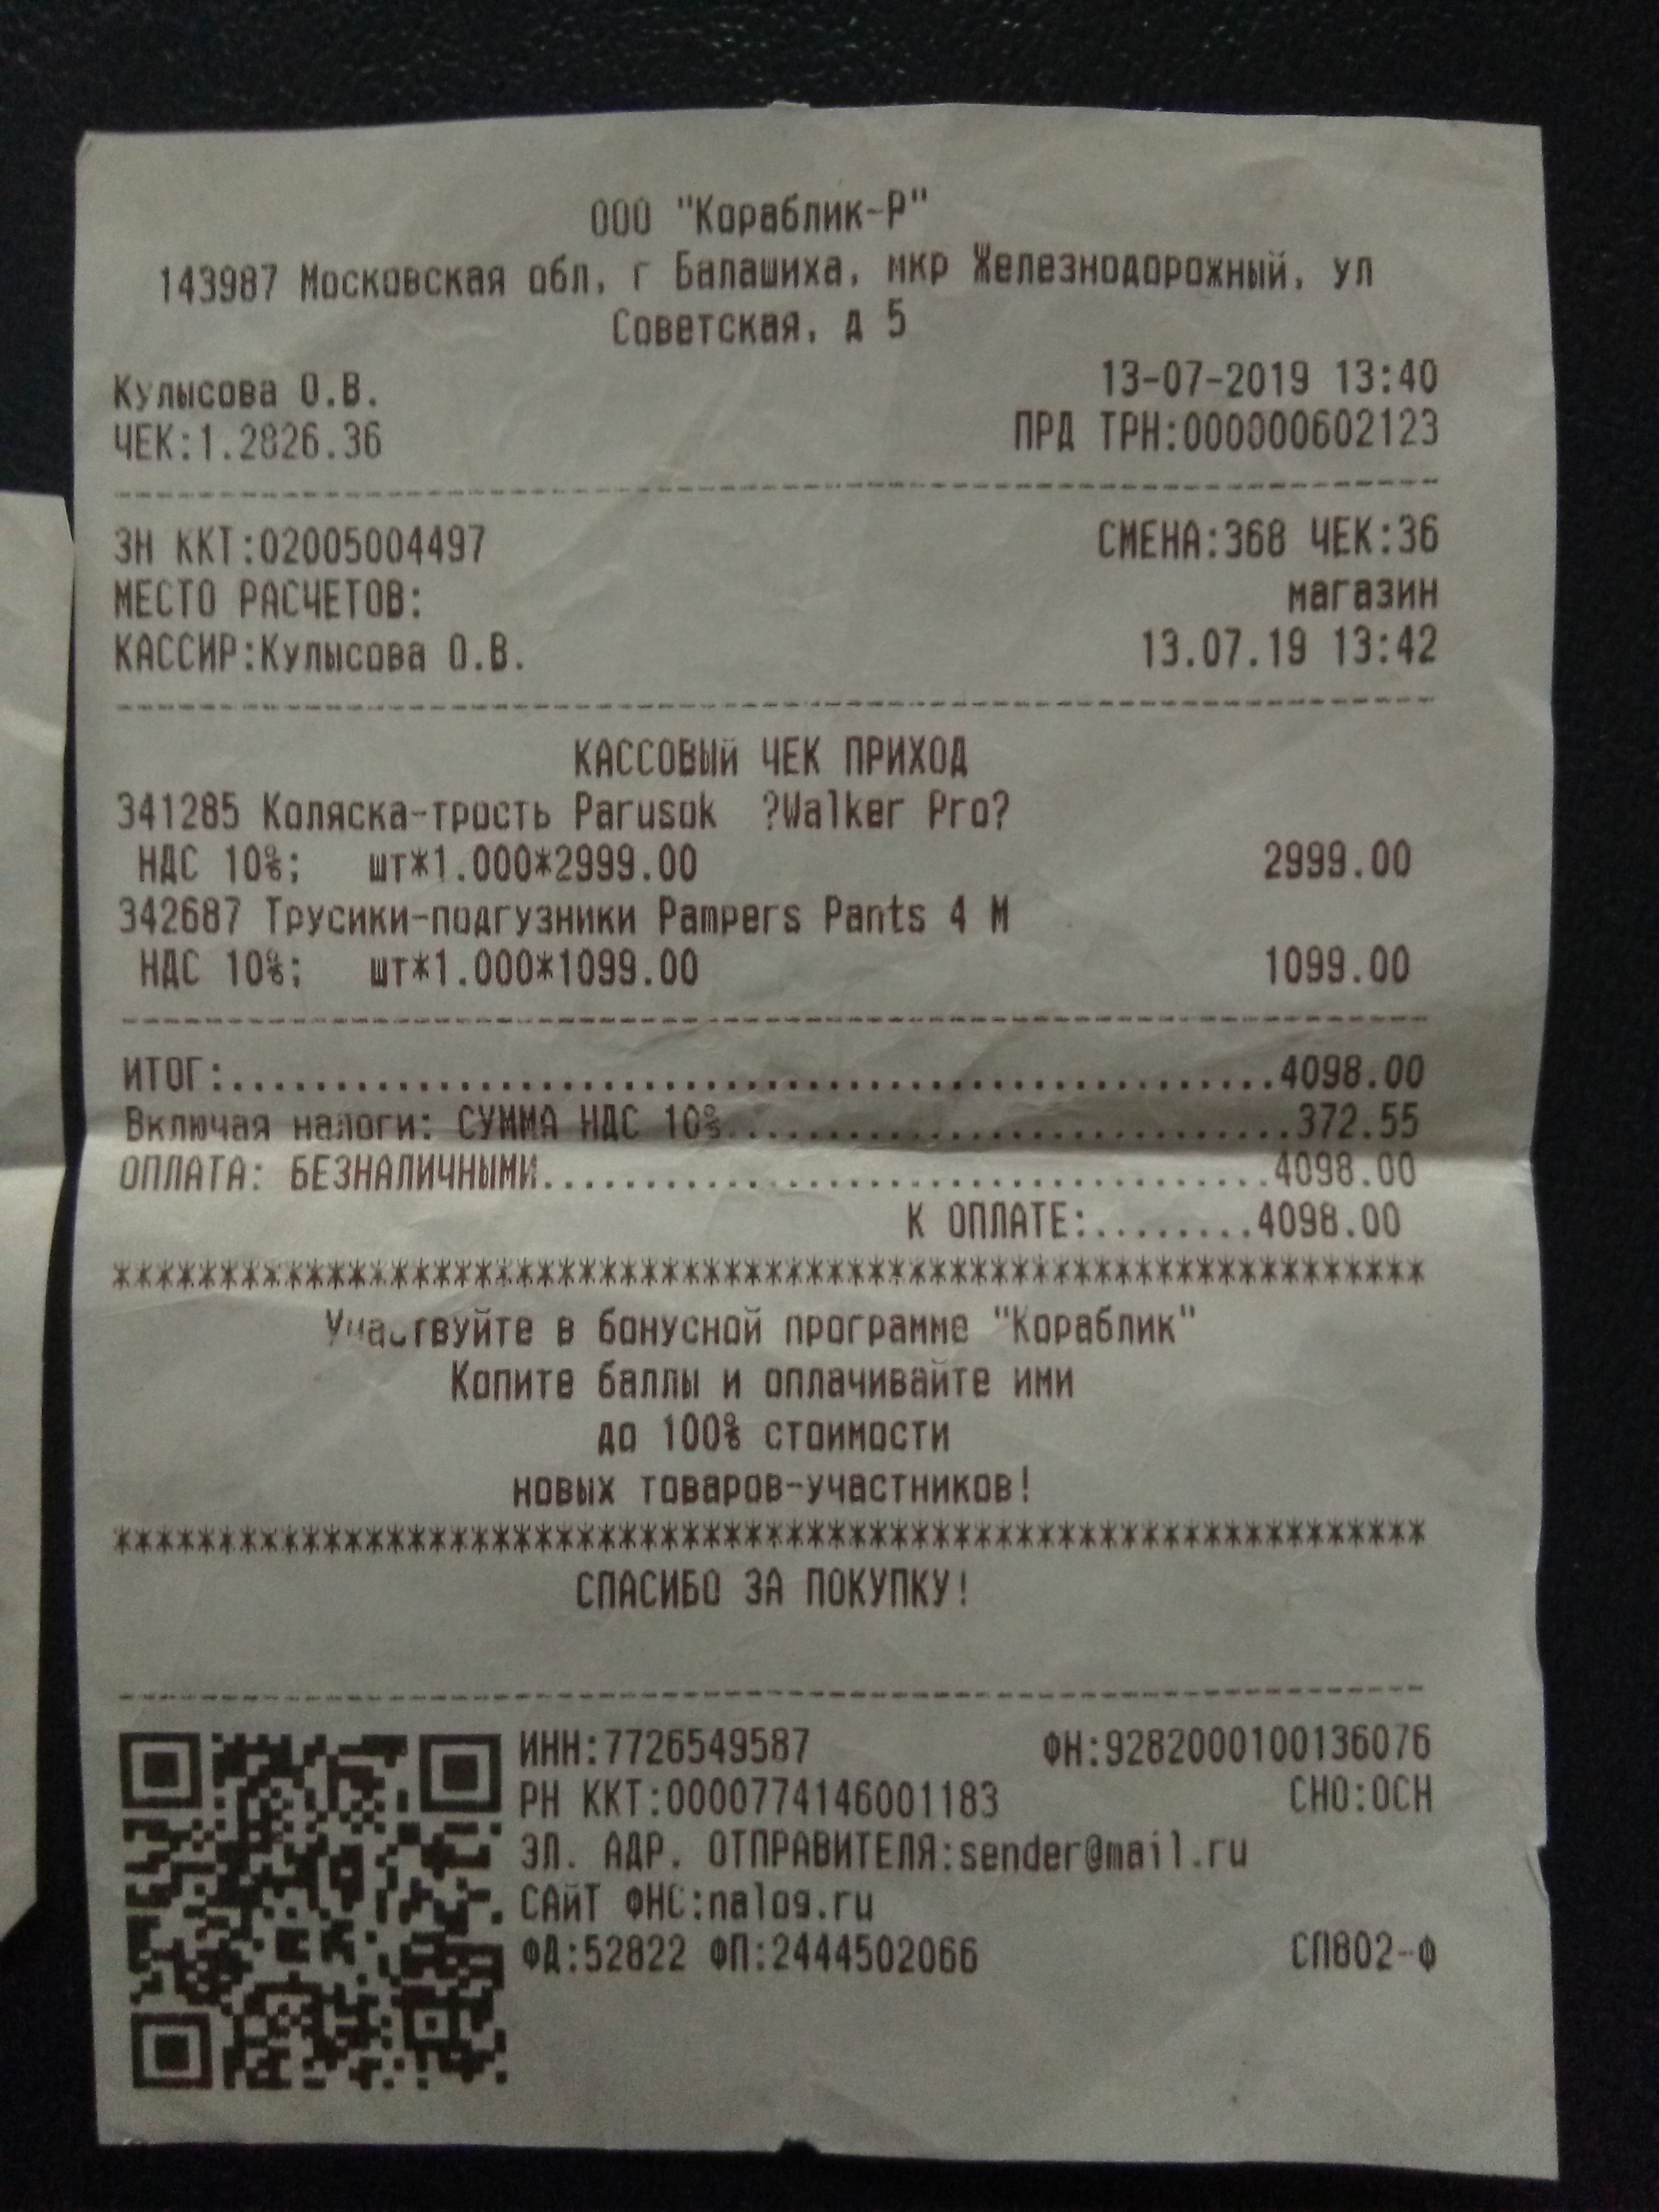 ООО "Кораблик-Р"
143987 Московская обл, г Балашиха, мкр Железнодорожный, ул
Советская, д 5
Кулысова О.В.
13-07-2019 13:40
ЧЕК:1.2826.36
ПРД ТРН:000000602123
ЗН ККТ:02005004497
СМЕНА:368 ЧЕК:36
МЕСТО РАСЧЕТОВ:
магазин
КАССИР:Кулысова О.В.
13.07.19 13:42
КАССОВЫЙ ЧЕК ПРИХОД
341285 Коляска-трость Parusok ?Walker Pro?
НДС 10%; шт*1.000*2999.00 2999.00
342687 Трусики-подгузники Pampers Pants 4 M
НДС 10%; шт*1.000*1099.00 1099.00
ИТОГ:..................................................4098.00
Включая налоги: СУММА НДС 10%...........................372.55
ОПЛАТА: БЕЗНАЛИЧНЫМИ...................................4098.00
К ОПЛАТЕ:........4098.00
***************************************************************
Участвуйте в бонусной программе "Кораблик"
Копите баллы и оплачивайте ими
до 100% стоимости
новых товаров-участников!
***************************************************************
СПАСИБО ЗА ПОКУПКУ!
ИНН:7726549587 ФН:9282000100136076
РН ККТ:0000774146001183 СНО:ОСН
ЭЛ. АДР. ОТПРАВИТЕЛЯ:sender@mail.ru
САЙТ ФНС:nalog.ru
ФД:52822 ФП:2444502066 СП802-Ф